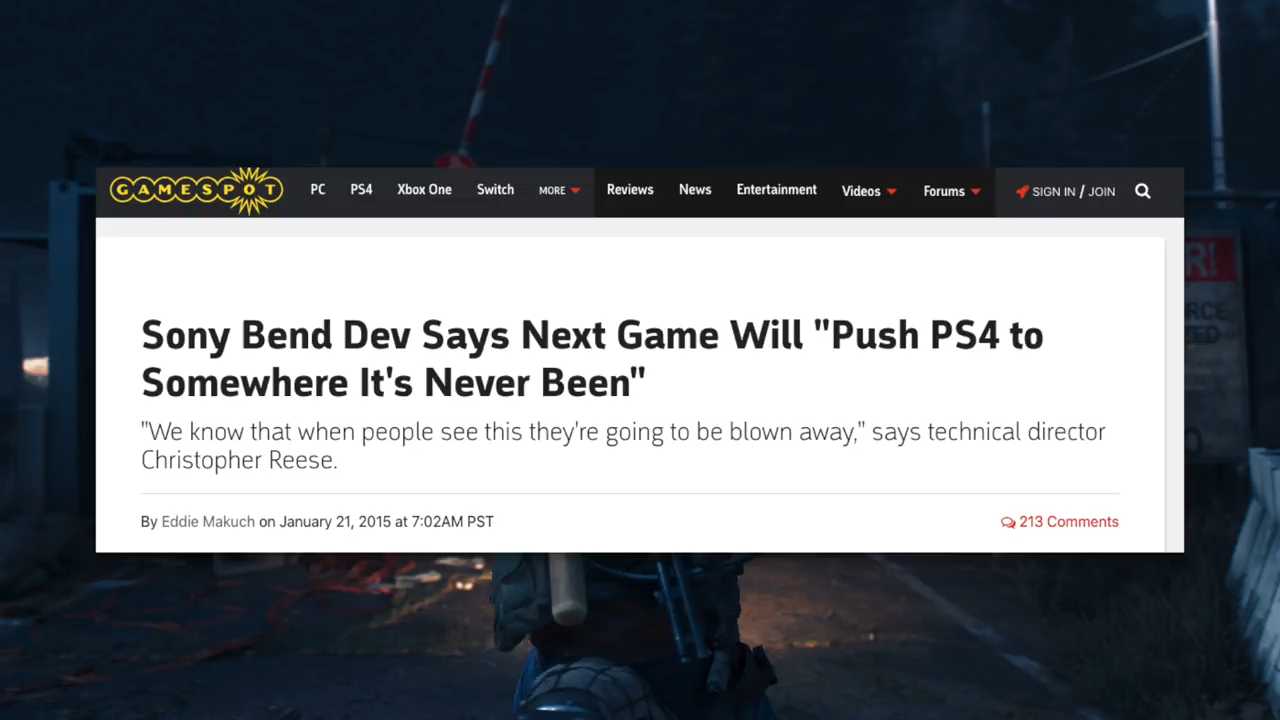 GAMESPOT PC PS4 Xbox One Switch MORE Reviews News Entertainment Videos Forums SIGN IN / JOIN
Sony Bend Dev Says Next Game Will "Push PS4 to
Somewhere It's Never Been"
"We know that when people see this they're going to be blown away," says technical director
Christopher Reese.
By Eddie Makuch on January 21, 2015 at 7:02AM PST 213 Comments
R!